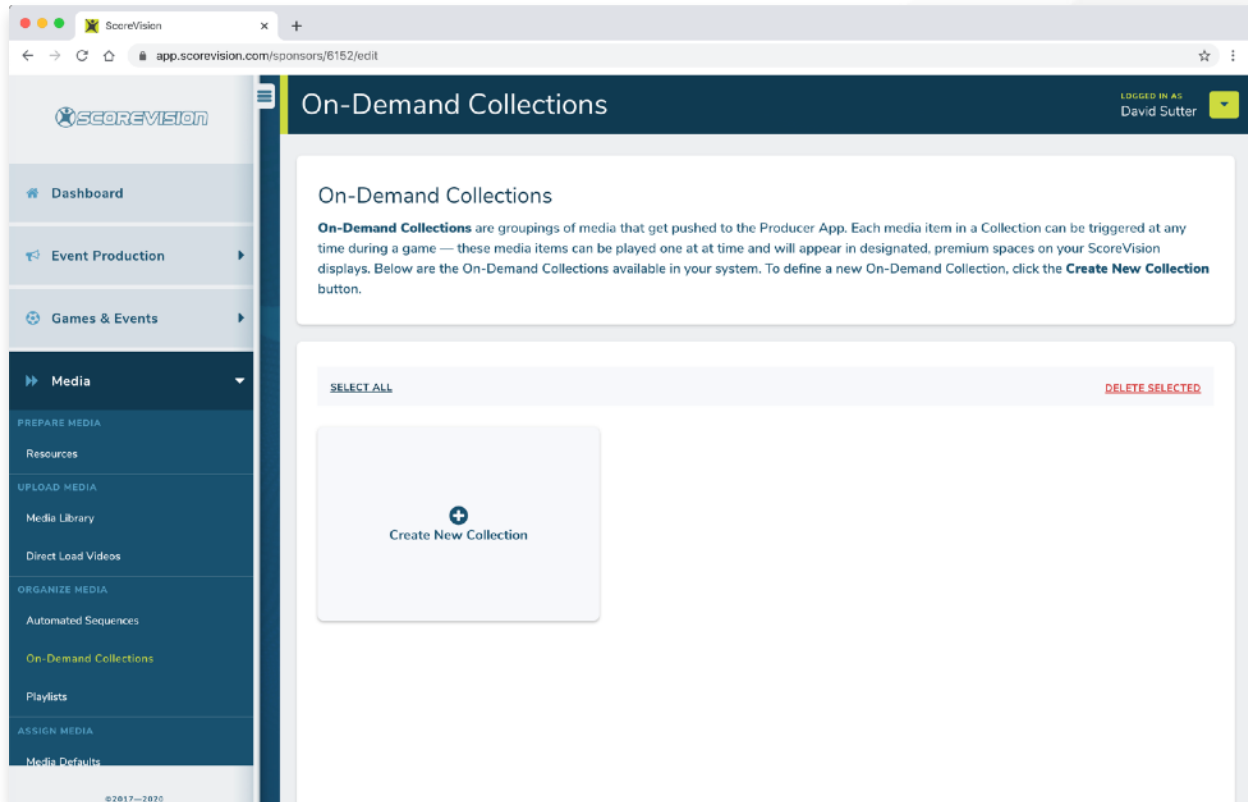 ScoreVision
app.scorevision.com/sponsors/6152/edit
SCOREVISION
On-Demand Collections
LOGGED IN AS
David Sutter
Dashboard
Event Production
Games & Events
Media
PREPARE MEDIA
Resources
UPLOAD MEDIA
Media Library
Direct Load Videos
ORGANIZE MEDIA
Automated Sequences
On-Demand Collections
Playlists
ASSIGN MEDIA
Media Defaults
©2017—2020
On-Demand Collections
On-Demand Collections are groupings of media that get pushed to the Producer App. Each media item in a Collection can be triggered at any
time during a game — these media items can be played one at at time and will appear in designated, premium spaces on your ScoreVision
displays. Below are the On-Demand Collections available in your system. To define a new On-Demand Collection, click the Create New Collection
button.
SELECT ALL
DELETE SELECTED
Create New Collection